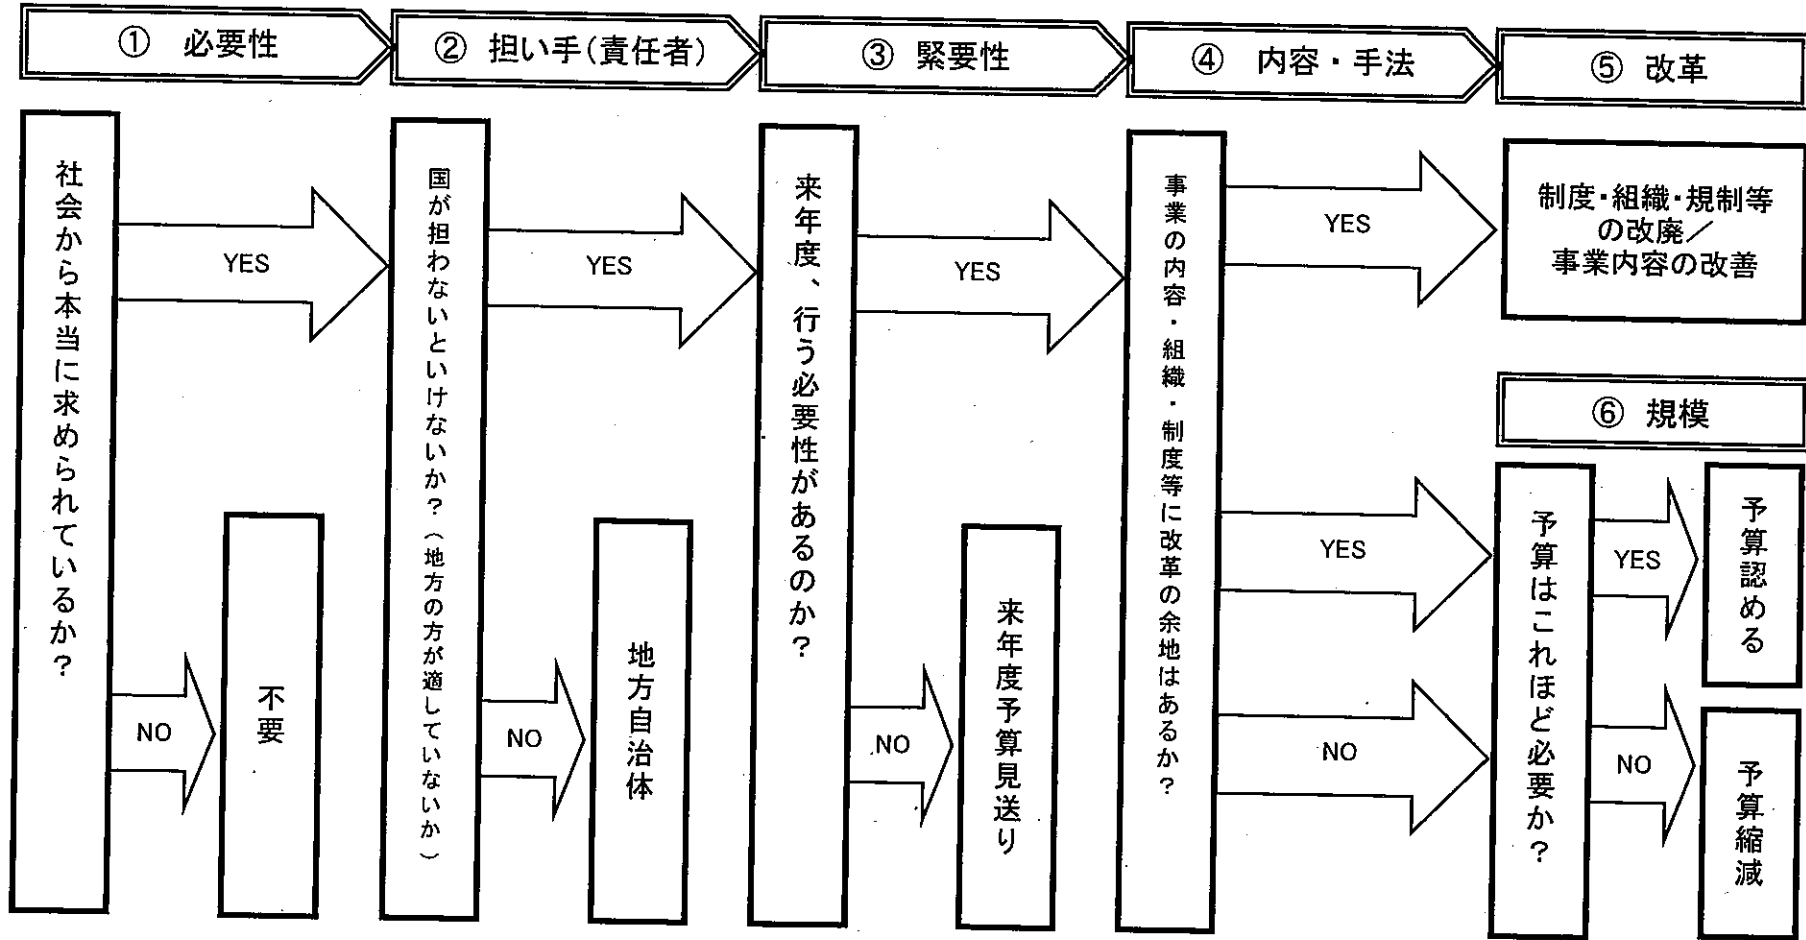 ① 必要性
② 担い手(責任者)
③ 緊要性
④ 内容・手法
⑤ 改革
社会から本当に求められているか？
YES
NO
不要
国が担わないといけないか？(地方の方が適していないか)
YES
NO
地方自治体
来年度、行う必要性があるのか？
YES
NO
来年度予算見送り
事業の内容・組織・制度等に改革の余地はあるか？
YES
制度・組織・規制等
の改廃／
事業内容の改善
YES
NO
⑥ 規模
予算はこれほど必要か？
YES
予算認める
NO
予算縮減